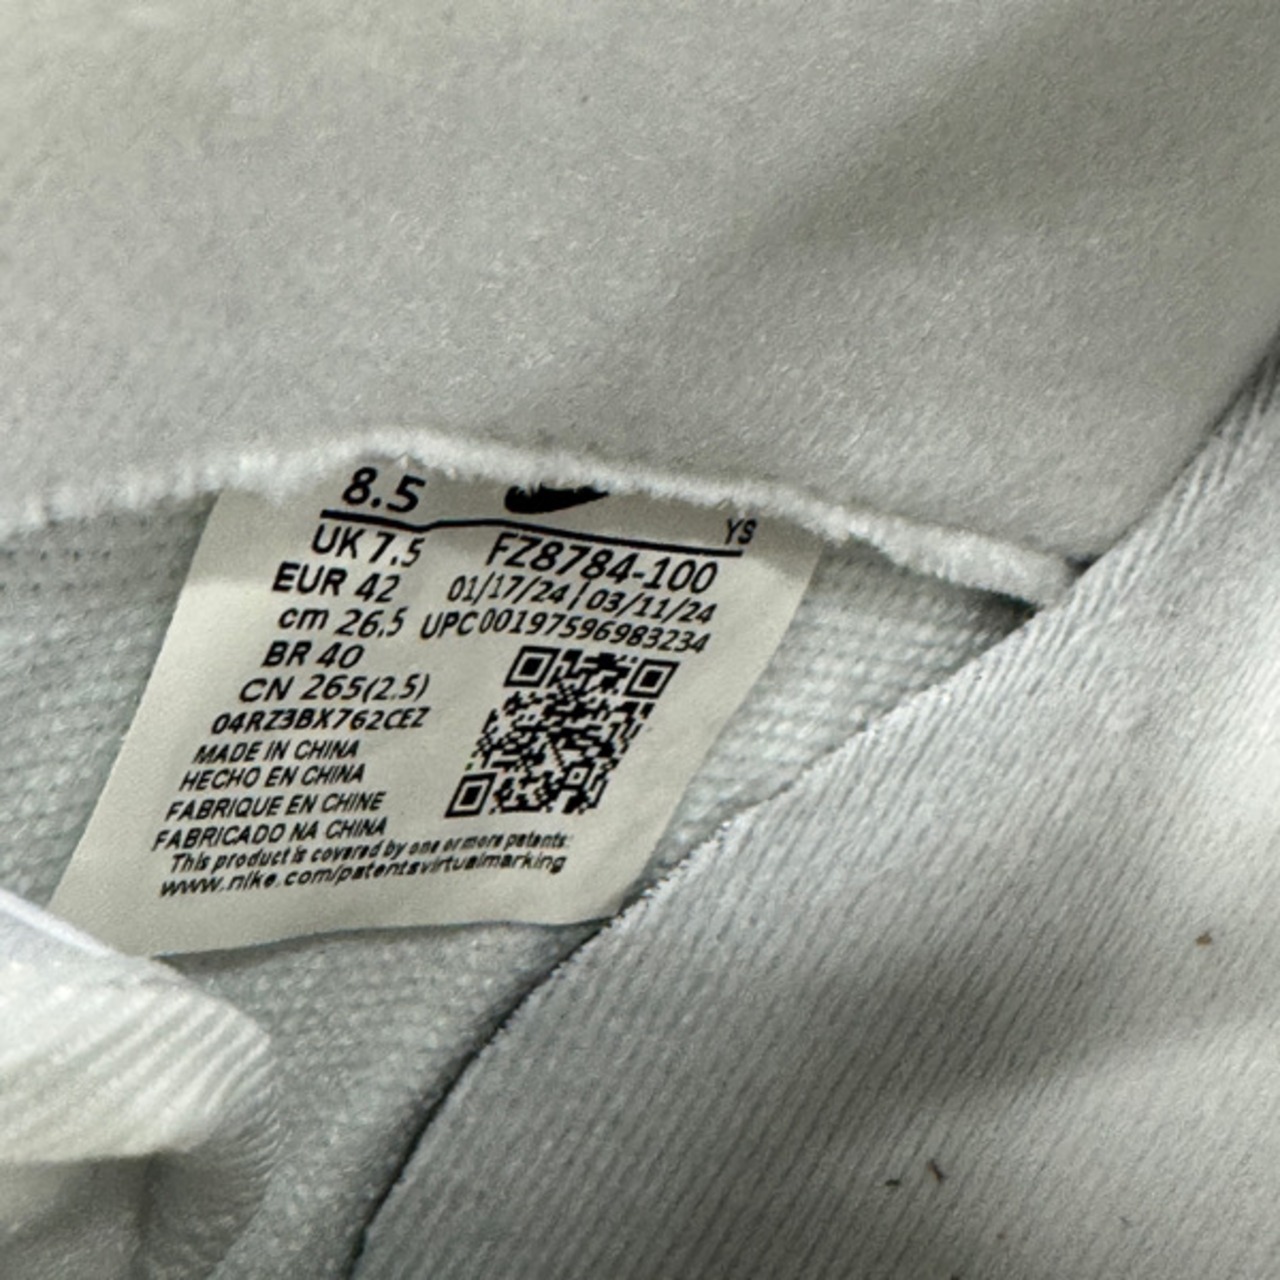 8.5
YS
UK 7.5
FZ8784-100
EUR 42
01/17/24 | 03/11/24
cm 26.5
UPC00197596983234
BR 40
CN 265(2.5)
04RZ3BX762CEZ
MADE IN CHINA
HECHO EN CHINA
FABRIQUE EN CHINE
FABRICADO NA CHINA
This product is covered by one or more patents:
www.nike.com/patentsvirtualmarking